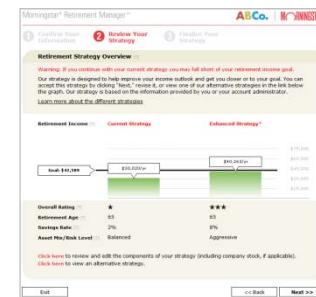 Morningstar® Retirement Manager℠
ABCo.
MORNINGS
1 Confirm Your Information
2 Review Your Strategy
3 Finalize Your Strategy
Retirement Strategy Overview
Warning: If you continue with your current strategy you may fall short of your retirement income goal.
Our strategy is designed to help improve your income outlook and get you closer to your goal. You can
accept this strategy by clicking "Next," revise it, or view one of our alternative strategies in the link below
the graph. Our strategy is based on the information provided by you or your account administrator.
Learn more about the different strategies
Retirement Income Current Strategy Enhanced Strategy*
$40,263/yr
$30,020/yr
Overall Rating ★ ★★★
Retirement Age 65 65
Savings Rate 2% 8%
Asset Mix/Risk Level Balanced Aggressive
Click here to review and edit the components of your strategy (including company stock, if applicable).
Click here to view an alternative strategy.
Exit << Back Next >>